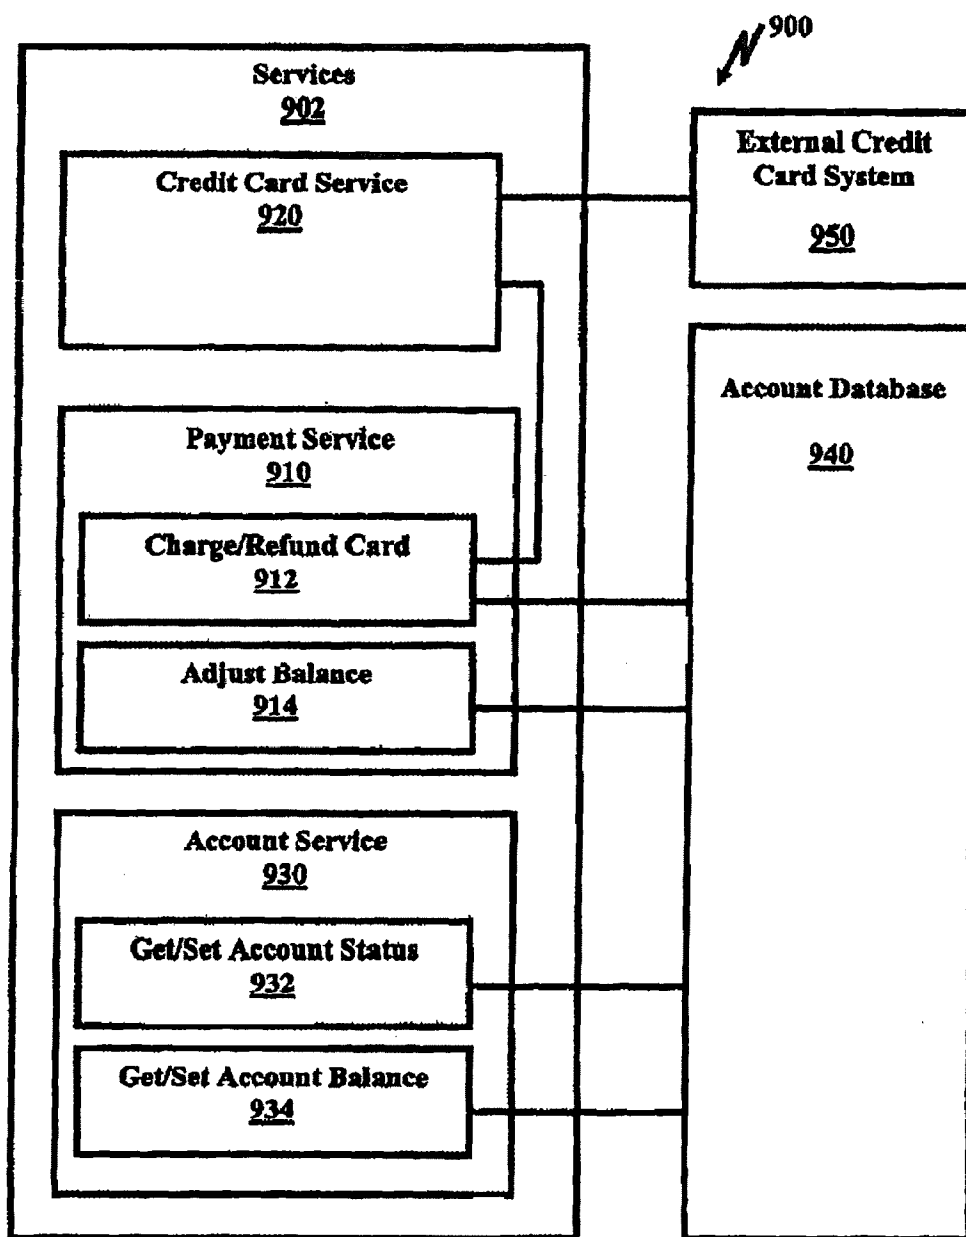 900
Services
902
Credit Card Service
920
External Credit
Card System
950
Account Database
940
Payment Service
910
Charge/Refund Card
912
Adjust Balance
914
Account Service
930
Get/Set Account Status
932
Get/Set Account Balance
934